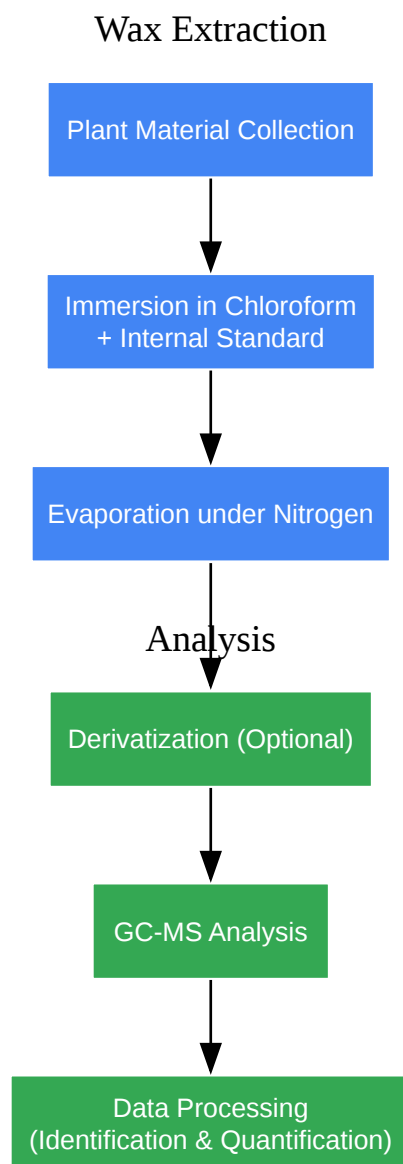 Wax Extraction
Plant Material Collection
Immersion in Chloroform
+ Internal Standard
Evaporation under Nitrogen
Analysis
Derivatization (Optional)
GC-MS Analysis
Data Processing
(Identification & Quantification)